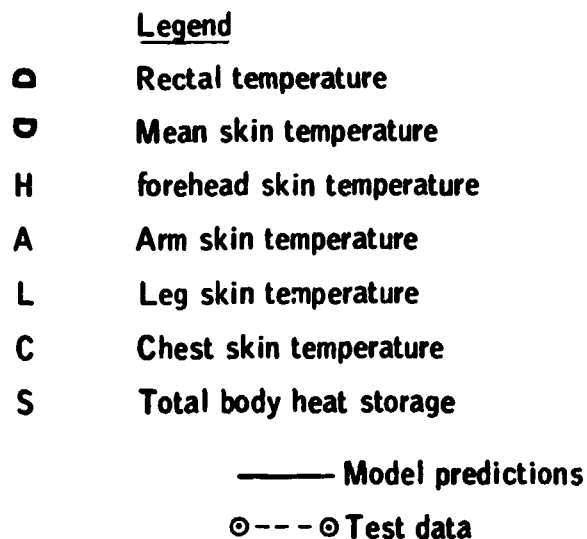 Legend
D Rectal temperature
D Mean skin temperature
H forehead skin temperature
A Arm skin temperature
L Leg skin temperature
C Chest skin temperature
S Total body heat storage
Model predictions
Test data